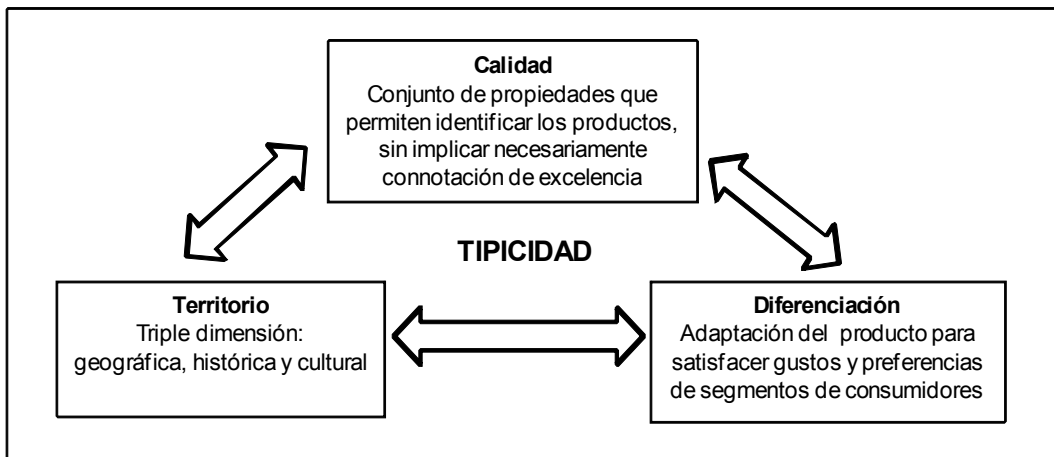 Calidad
Conjunto de propiedades que
permiten identificar los productos,
sin implicar necesariamente
connotación de excelencia
TIPICIDAD
Territorio
Triple dimensión:
geográfica, histórica y cultural
Diferenciación
Adaptación del producto para
satisfacer gustos y preferencias
de segmentos de consumidores